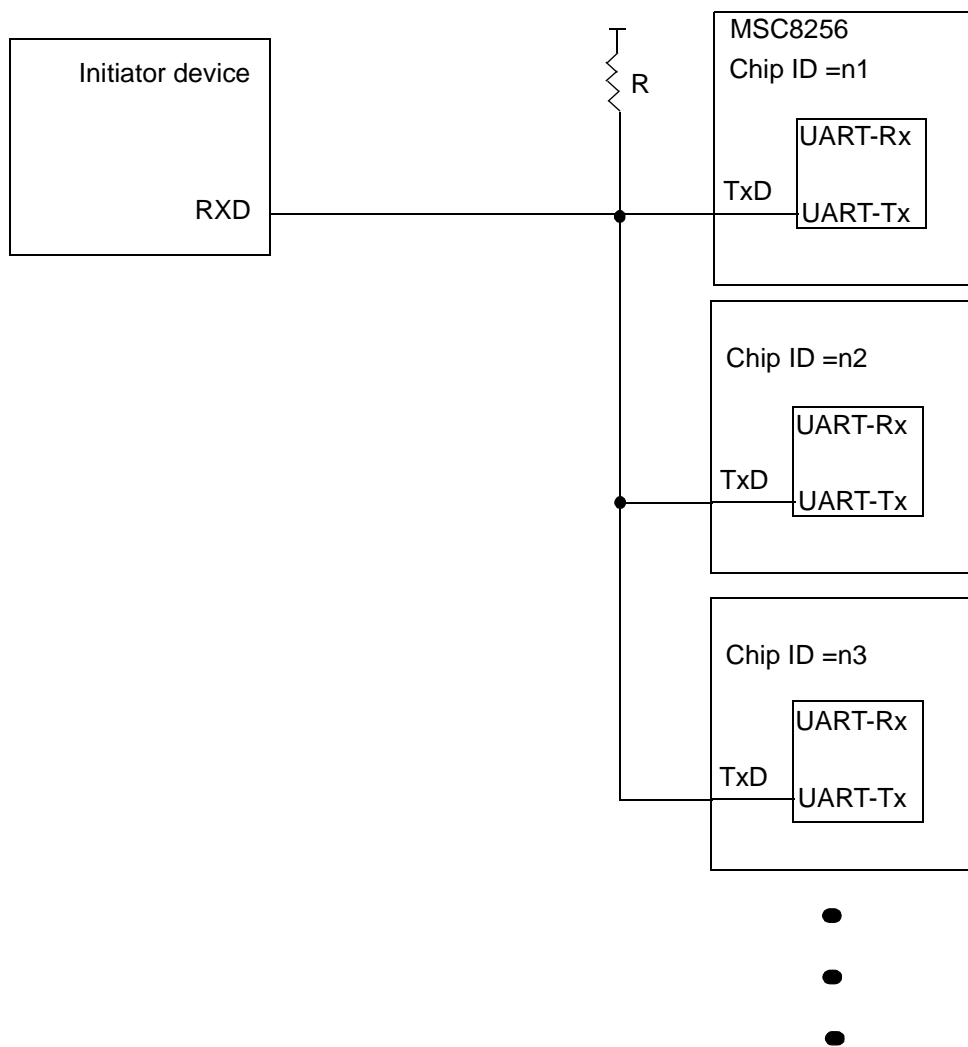 Initiator device
RXD
R
MSC8256
Chip ID =n1
UART-Rx
TxD
UART-Tx
Chip ID =n2
UART-Rx
TxD
UART-Tx
Chip ID =n3
UART-Rx
TxD
UART-Tx